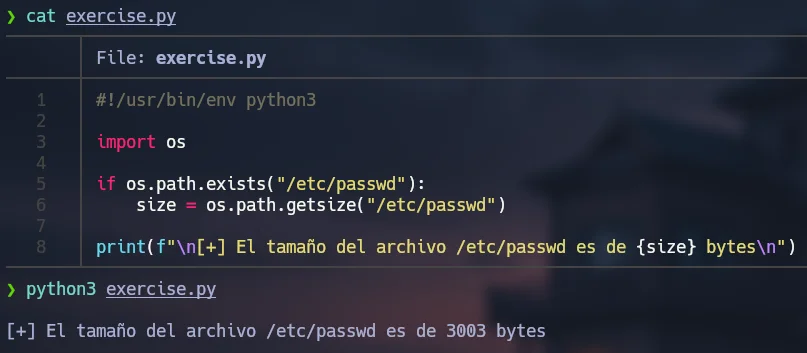 ❯ cat exercise.py
File: exercise.py
1 #!/usr/bin/env python3
2
3 import os
4
5 if os.path.exists("/etc/passwd"):
6     size = os.path.getsize("/etc/passwd")
7
8 print(f"\n[+] El tamaño del archivo /etc/passwd es de {size} bytes\n")
❯ python3 exercise.py
[+] El tamaño del archivo /etc/passwd es de 3003 bytes